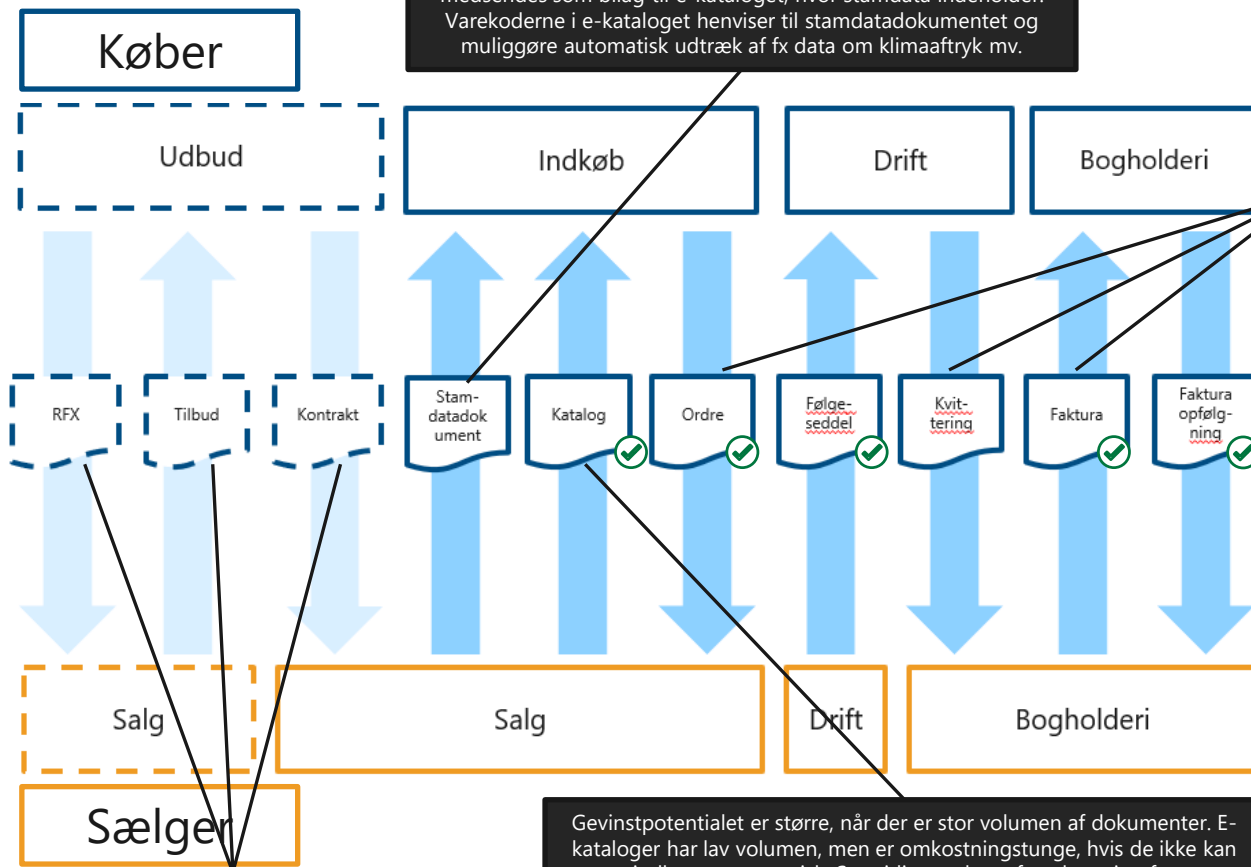 Varekoderne i e-kataloget henviser til stamdatadokumentet og
muliggøre automatisk udtræk af fx data om klimaaftryk mv.
Køber
Udbud
Indkøb
Drift
Bogholderi
RFX
Tilbud
Kontrakt
Stam-
datadok
ument
Katalog
Ordre
Følge-
seddel
Kvit-
tering
Faktura
Faktura
opfølg-
ning
Salg
Salg
Drift
Bogholderi
Sælger
Gevinstpotentialet er større, når der er stor volumen af dokumenter. E-
kataloger har lav volumen, men er omkostningstunge, hvis de ikke kan